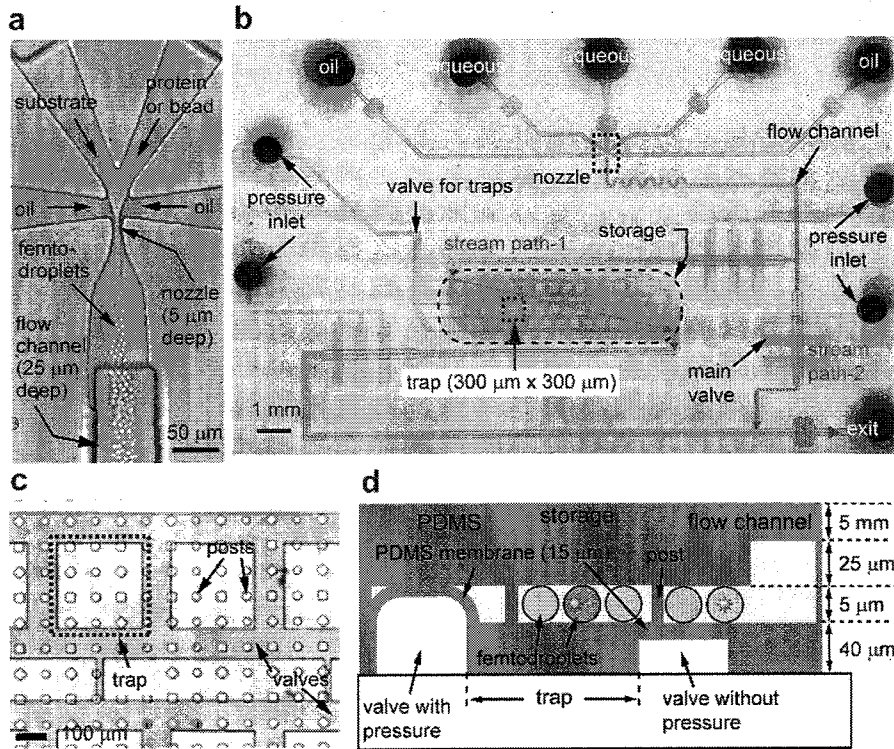 a
substrate
protein
or bead
oil
oil
femto-
droplets
nozzle
(5 µm
deep)
flow
channel
(25 µm
deep)
50 µm
b
oil
aqueous
aqueous
aqueous
oil
flow channel
nozzle
pressure
inlet
valve for traps
stream path-1
storage
pressure
inlet
trap (300 µm x 300 µm)
main
valve
stream
path-2
1 mm
exit
c
posts
trap
valves
100 µm
d
PDMS
storage
flow channel
PDMS membrane (15 µm)
post
5 mm
25 µm
5 µm
40 µm
femtodroplets
valve with
pressure
trap
valve without
pressure